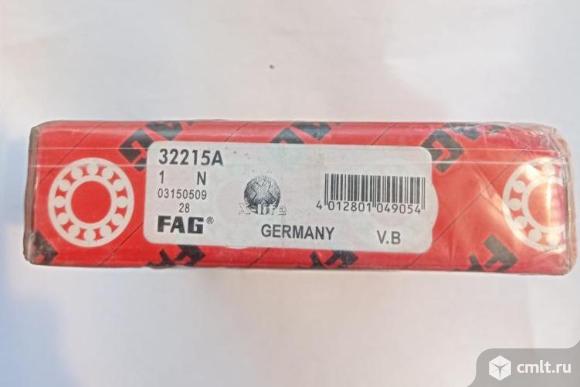 32215A
1 N
03150509
28
FAG®
4 012801 049054
GERMANY V.B
cmlt.ru